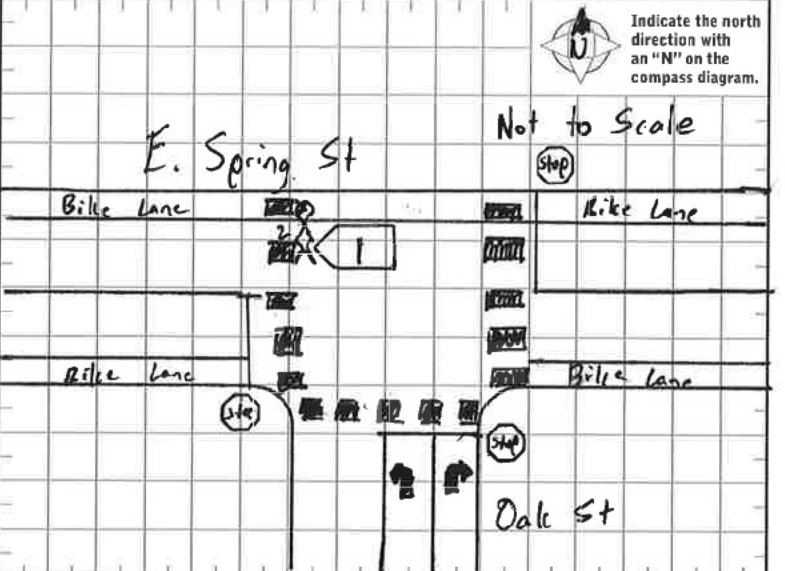 Indicate the north
direction with
an "N" on the
compass diagram.
N
Not to Scale
E. Spring St
Stop
Bike Lane
Bike Lane
2
1
Bike Lane
Bike Lane
Stop
Stop
Oak St